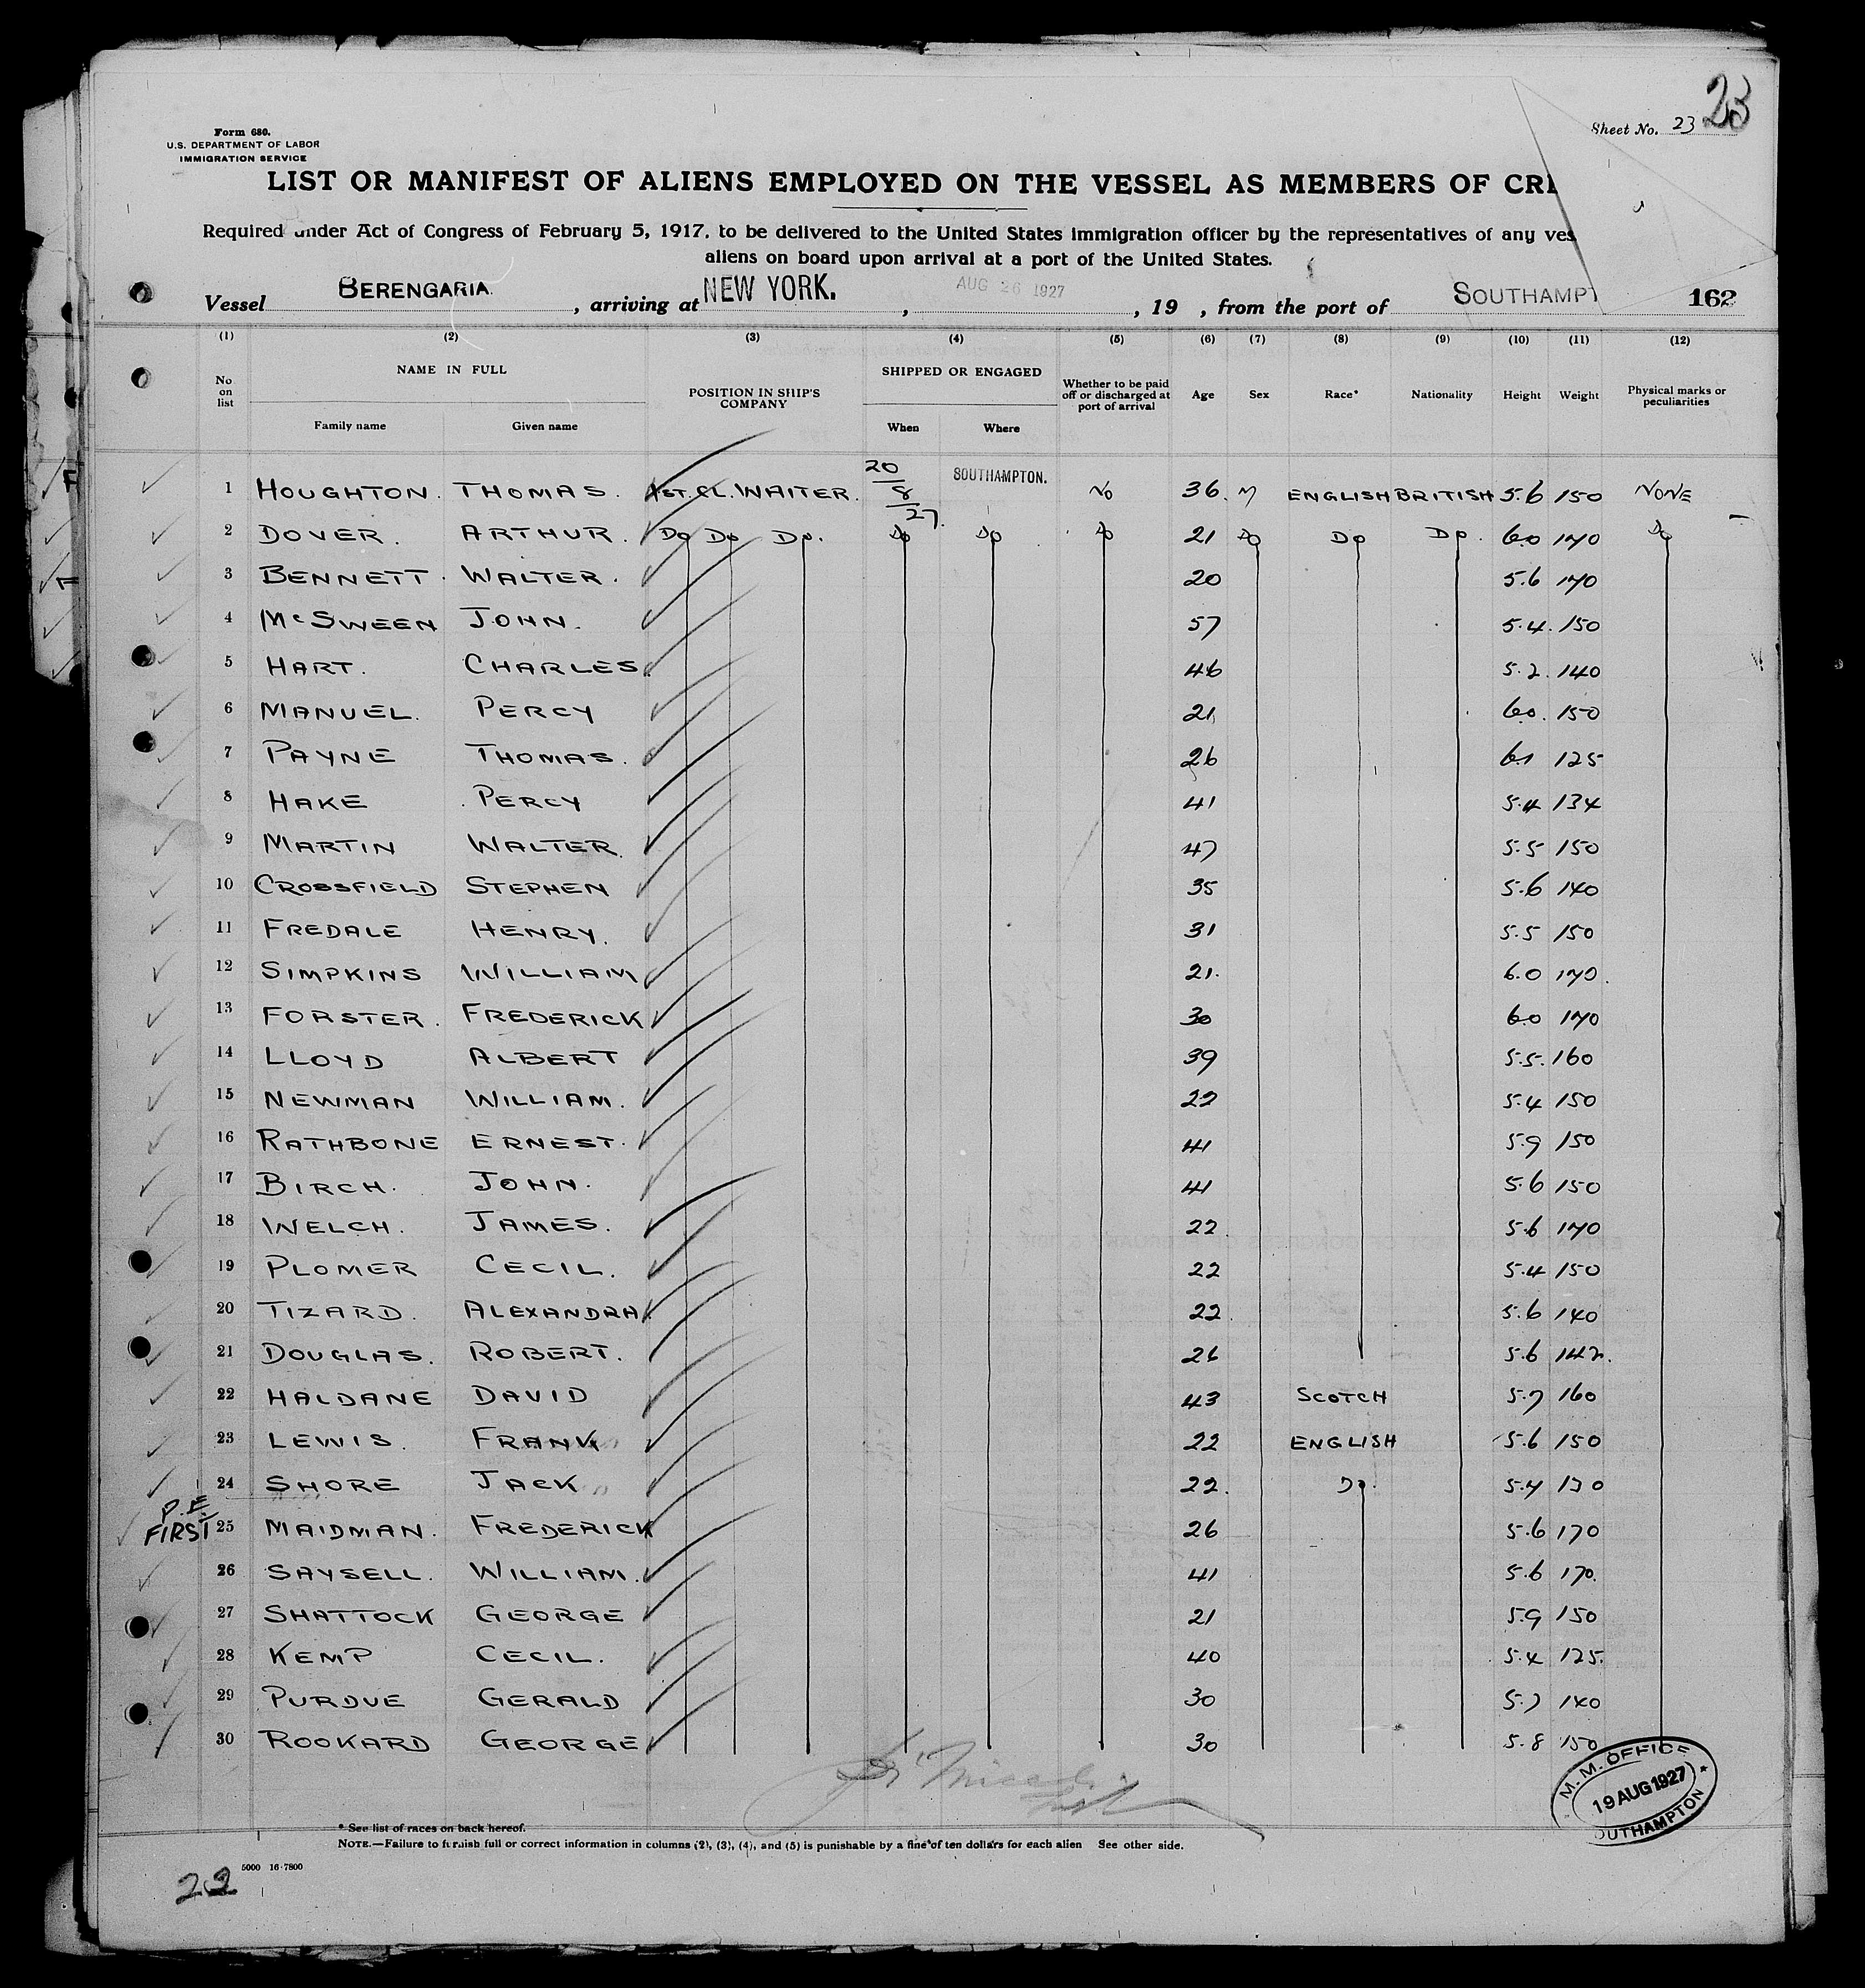 23
Sheet No. 23
Form 680.
U.S. DEPARTMENT OF LABOR
IMMIGRATION SERVICE
LIST OR MANIFEST OF ALIENS EMPLOYED ON THE VESSEL AS MEMBERS OF CRE
Required under Act of Congress of February 5, 1917, to be delivered to the United States immigration officer by the representatives of any ves
aliens on board upon arrival at a port of the United States.
Vessel BERENGARIA, arriving at NEW YORK. , AUG 26 1927 , 19 , from the port of SOUTHAMPT 162
(1) (2) (3) (4) (5) (6) (7) (8) (9) (10) (11) (12)
No on list NAME IN FULL Family name Given name POSITION IN SHIP'S COMPANY SHIPPED OR ENGAGED When Where Whether to be paid off or discharged at port of arrival Age Sex Race* Nationality Height Weight Physical marks or peculiarities
1 HOUGHTON. THOMAS. 1ST. CL. WAITER. 20/8/27. SOUTHAMPTON. NO 36. M ENGLISH BRITISH 5.6 150 NONE
2 DOVER. ARTHUR. DO DO DO. DO DO DO 21 DO DO DO. 6.0 170 DO
3 BENNETT. WALTER. 20 5.6 170
4 McSWEEN JOHN. 57 5.4. 150
5 HART. CHARLES. 46 5.2. 140
6 MANUEL. PERCY 21 6.0. 150
7 PAYNE THOMAS. 26 6.1 125
8 HAKE PERCY 41 5.4 134
9 MARTIN WALTER. 47 5.5 150
10 CROSSFIELD STEPHEN 35 5.6 140
11 FREDALE HENRY. 31 5.5 150
12 SIMPKINS WILLIAM 21. 6.0 170.
13 FORSTER. FREDERICK 30 6.0 170
14 LLOYD ALBERT 39 5.5. 160
15 NEWMAN WILLIAM. 22 5.4 150
16 RATHBONE ERNEST. 41 5.9 150
17 BIRCH. JOHN. 41 5.6 150
18 WELCH. JAMES. 22. 5.6 170
19 PLOMER CECIL. 22 5.4 150
20 TIZARD. ALEXANDRA 22. 5.6 140
21 DOUGLAS. ROBERT. 26 5.6 142.
22 HALDANE DAVID 43 SCOTCH 5.7 160
23 LEWIS. FRANK 22 ENGLISH 5.6 150
24 SHORE JACK 22. DO. 5.4 130
P.E. FIRST 25 MAIDMAN. FREDERICK 26 5.6 170
26 SAYSELL. WILLIAM. 41 5.6 170.
27 SHATTOCK GEORGE 21 5.9 150
28 KEMP CECIL. 40 5.4 125.
29 PURDUE GERALD 30 5.7 140
30 ROOKARD GEORGE 30 5.8 150
M. M. OFFICE
19 AUG 1927
OUTHAMPTON
* See list of races on back hereof.
NOTE.—Failure to furnish full or correct information in columns (2), (3), (4), and (5) is punishable by a fine of ten dollars for each alien See other side.
5000 16-7800
22